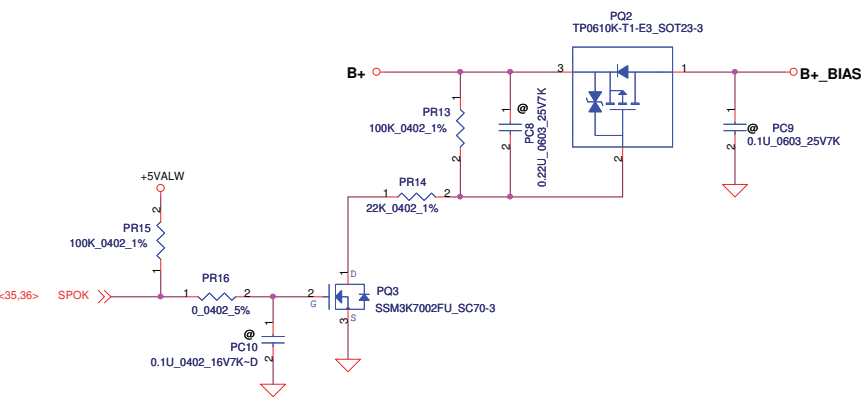 PQ2
TP0610K-T1-E3_SOT23-3
B+
3
1
B+_BIAS
2
1
PR13
100K_0402_1%
2
1
@
PC8
0.22U_0603_25V7K
2
1
@
PC9
0.1U_0603_25V7K
2
+5VALW
2
PR15
100K_0402_1%
1
PR14
1
2
22K_0402_1%
<35,36>
SPOK
PR16
1
2
0_0402_5%
2
G
1
D
PQ3
SSM3K7002FU_SC70-3
3
S
1
@
PC10
0.1U_0402_16V7K~D
2